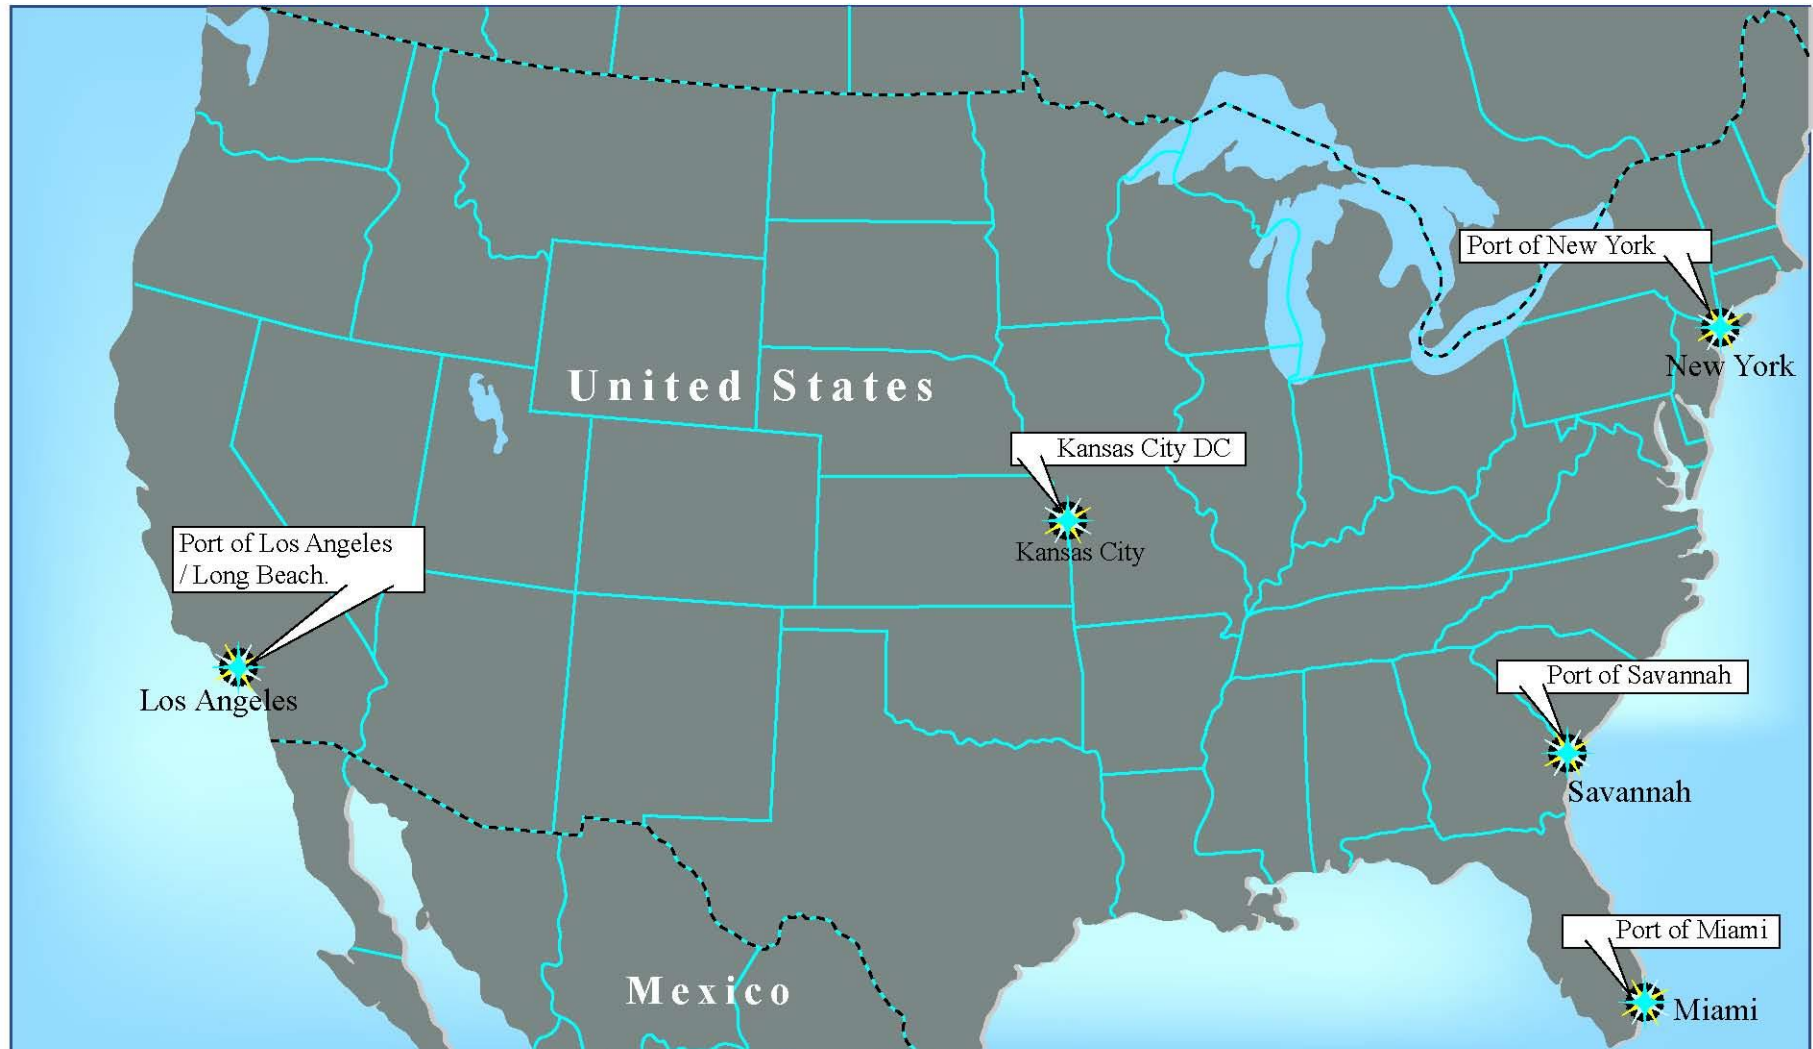 Port of New York
New York
United States
Kansas City DC
Kansas City
Port of Los Angeles
/ Long Beach.
Los Angeles
Port of Savannah
Savannah
Port of Miami
Mexico
Miami